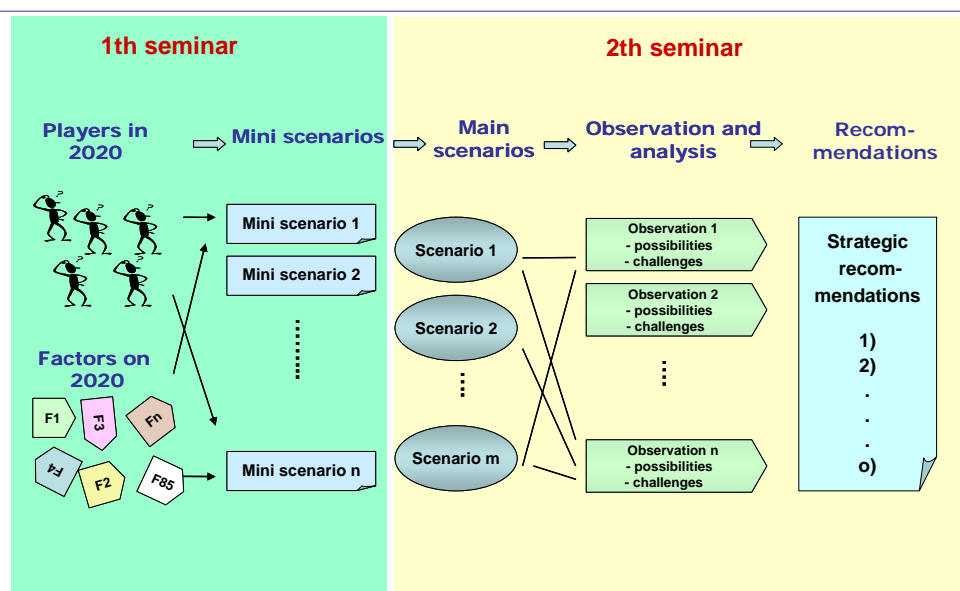 1th seminar
2th seminar
Players in
2020
Mini scenarios
Main
scenarios
Observation and
analysis
Recom-
mendations
? ? ?
? ?
Mini scenario 1
Mini scenario 2
Factors on
2020
F1
F3
Fn
F4
F2
F85
Mini scenario n
Scenario 1
Scenario 2
Scenario m
Observation 1
- possibilities
- challenges
Observation 2
- possibilities
- challenges
Observation n
- possibilities
- challenges
Strategic
recom-
mendations
1)
2)
.
.
.
o)